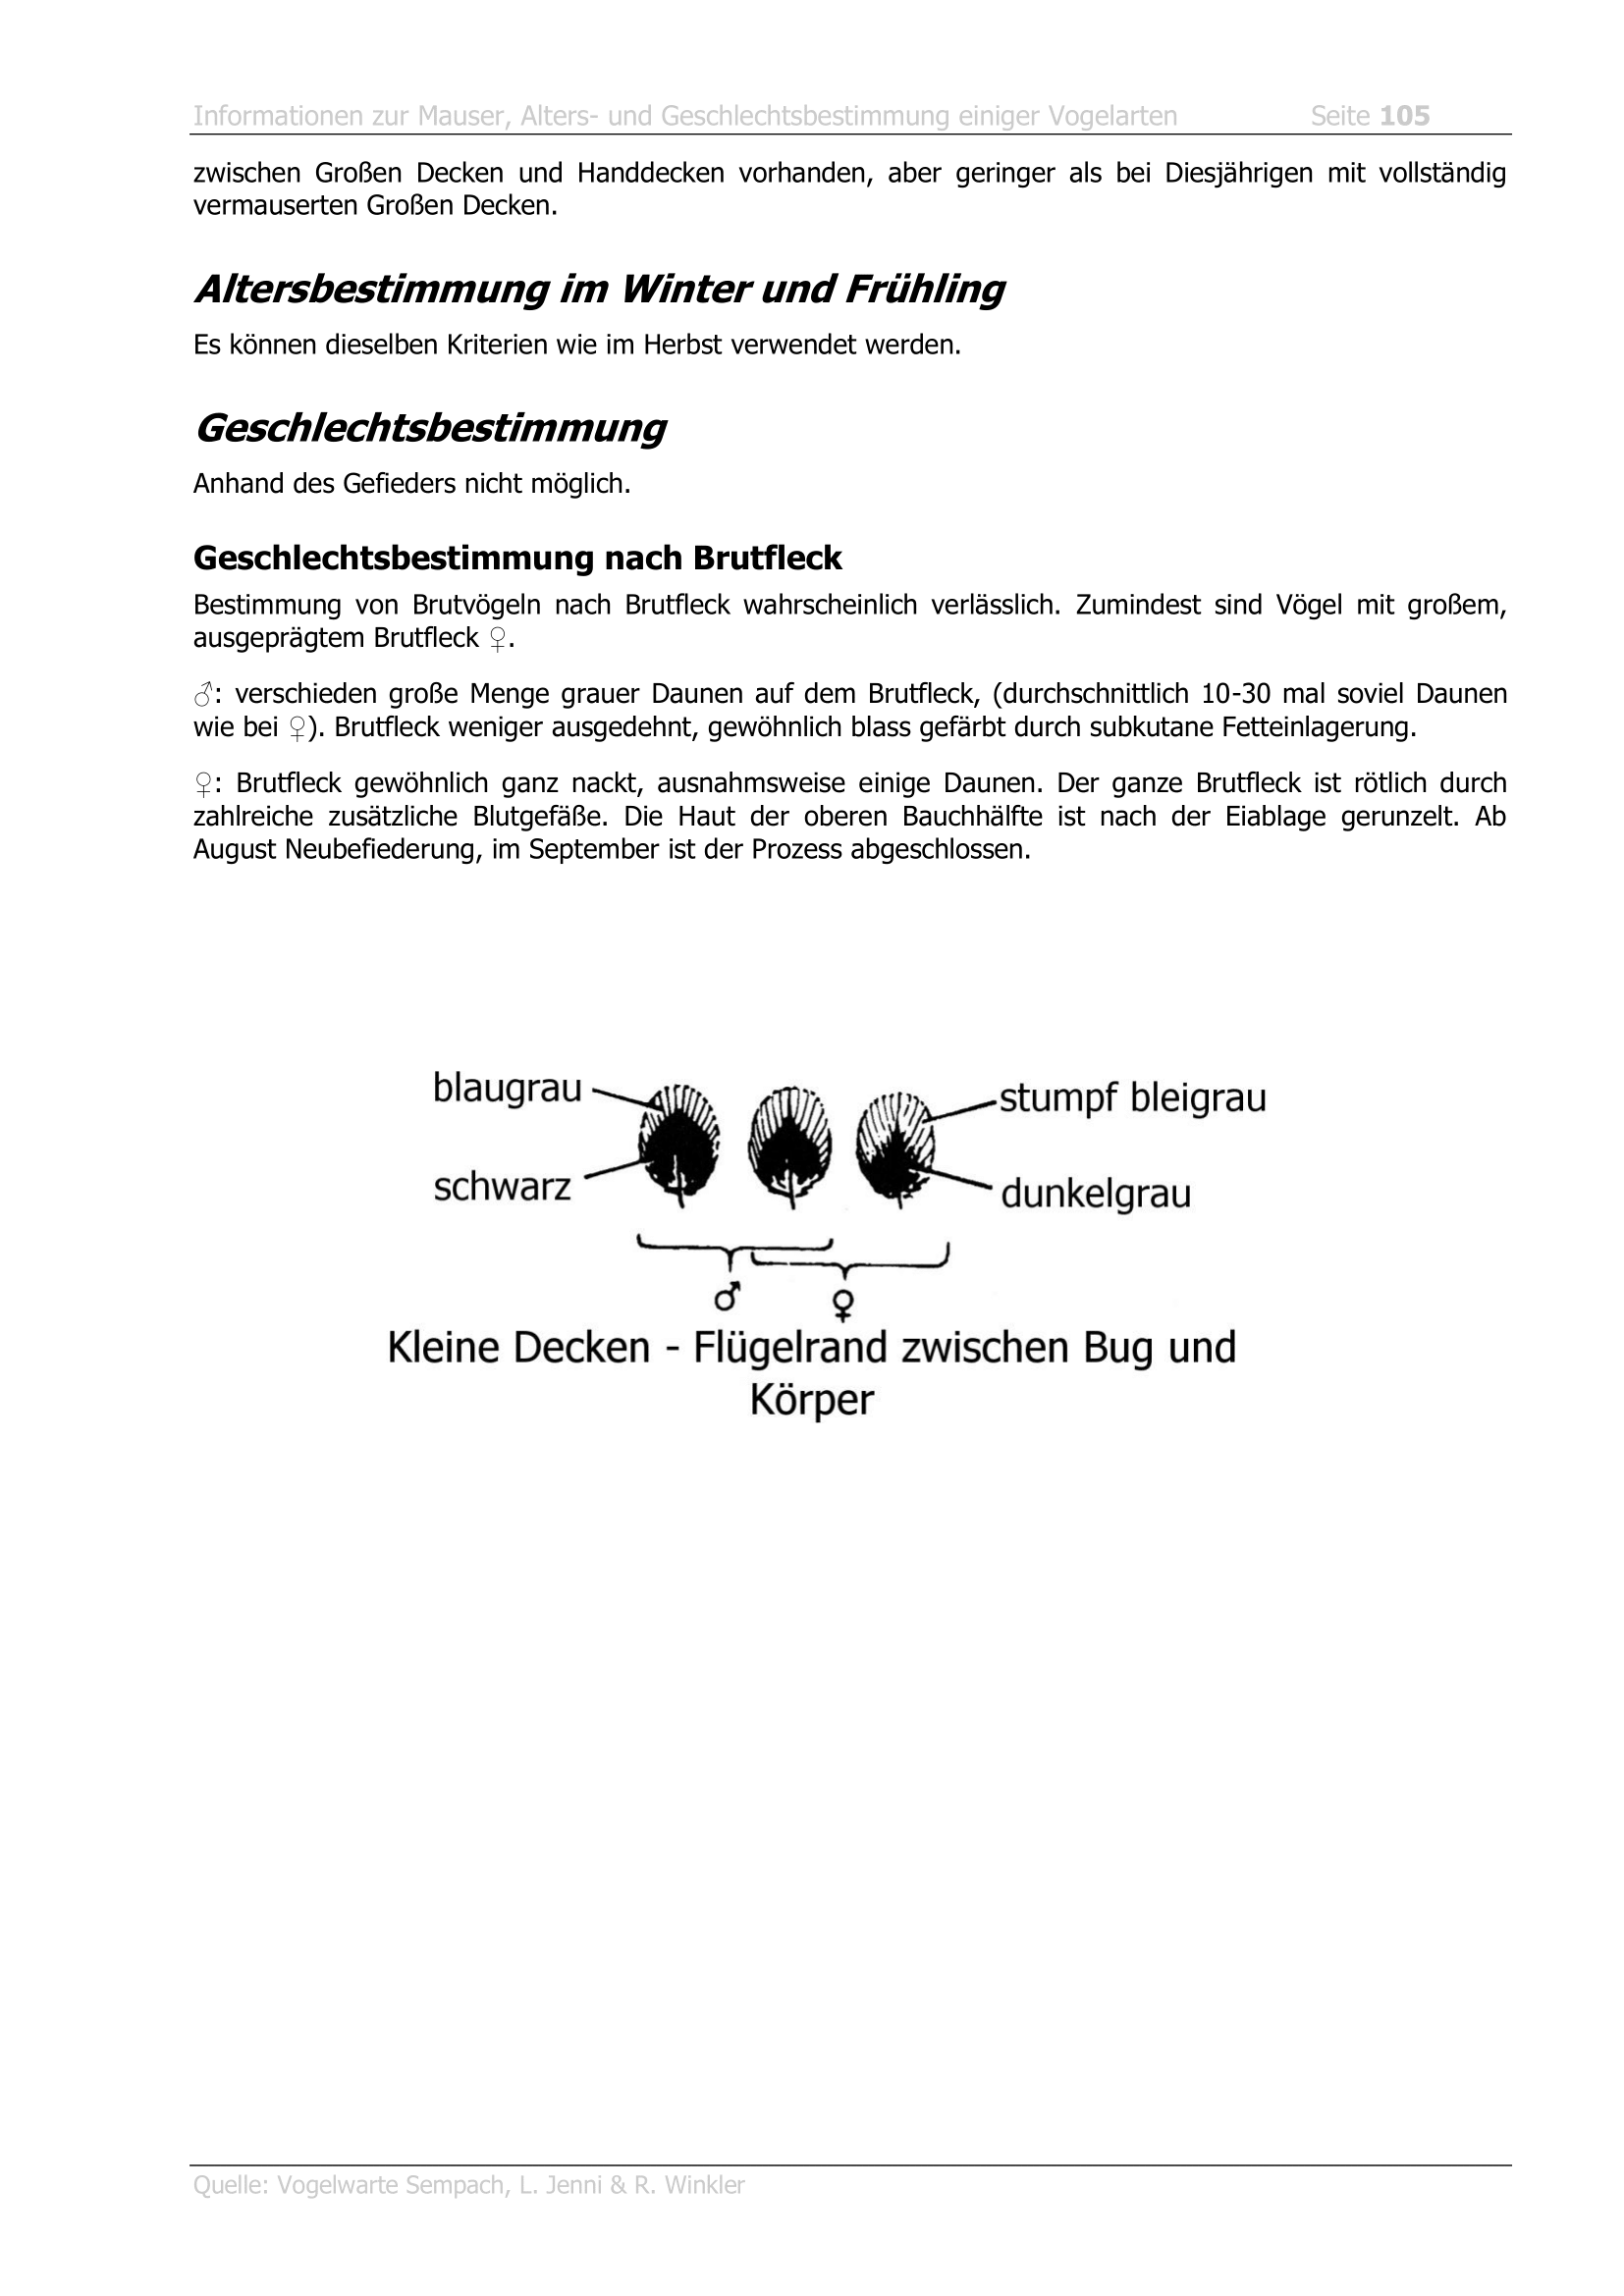 Informationen zur Mauser, Alters- und Geschlechtsbestimmung einiger Vogelarten Seite 105
zwischen Großen Decken und Handdecken vorhanden, aber geringer als bei Diesjährigen mit vollständig
vermauserten Großen Decken.
Altersbestimmung im Winter und Frühling
Es können dieselben Kriterien wie im Herbst verwendet werden.
Geschlechtsbestimmung
Anhand des Gefieders nicht möglich.
Geschlechtsbestimmung nach Brutfleck
Bestimmung von Brutvögeln nach Brutfleck wahrscheinlich verlässlich. Zumindest sind Vögel mit großem,
ausgeprägtem Brutfleck ♀.
♂: verschieden große Menge grauer Daunen auf dem Brutfleck, (durchschnittlich 10-30 mal soviel Daunen
wie bei ♀). Brutfleck weniger ausgedehnt, gewöhnlich blass gefärbt durch subkutane Fetteinlagerung.
♀: Brutfleck gewöhnlich ganz nackt, ausnahmsweise einige Daunen. Der ganze Brutfleck ist rötlich durch
zahlreiche zusätzliche Blutgefäße. Die Haut der oberen Bauchhälfte ist nach der Eiablage gerunzelt. Ab
August Neubefiederung, im September ist der Prozess abgeschlossen.
blaugrau
stumpf bleigrau
schwarz
dunkelgrau
♂ ♀
Kleine Decken - Flügelrand zwischen Bug und
Körper
Quelle: Vogelwarte Sempach, L. Jenni & R. Winkler